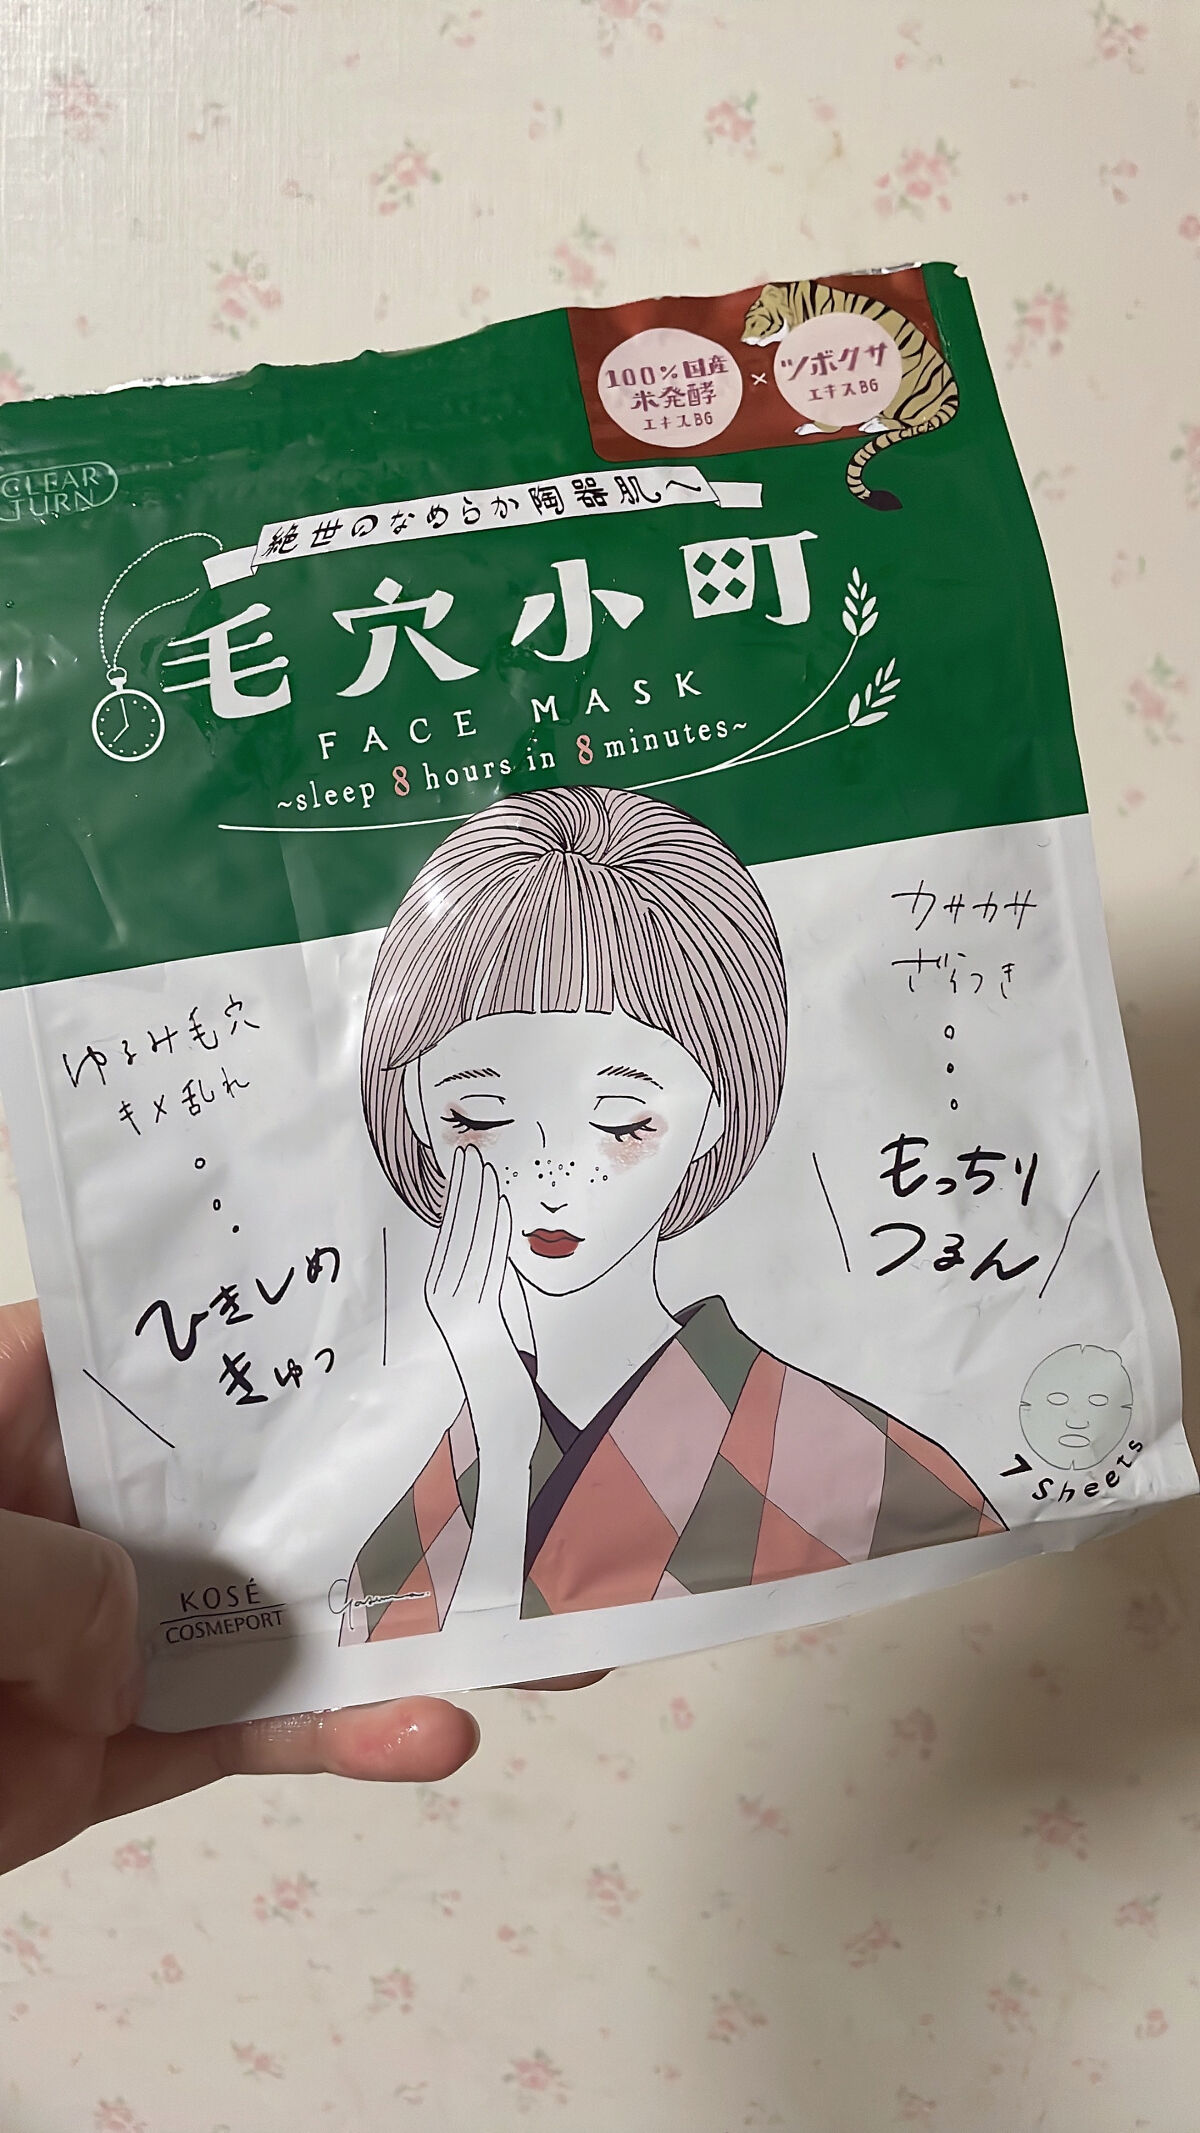 100%国産
米発酵
エキスBG
×
ツボクサ
エキスBG
CICA
CLEAR
TURN
絶世のなめらか陶器肌へ
毛穴小町
FACE MASK
~sleep 8 hours in 8 minutes~
カサカサ
ざらつき
もっちり
つるん
ゆるみ毛穴
キメ乱れ
ひきしめ
きゅっ
7 Sheets
KOSÉ
COSMEPORT